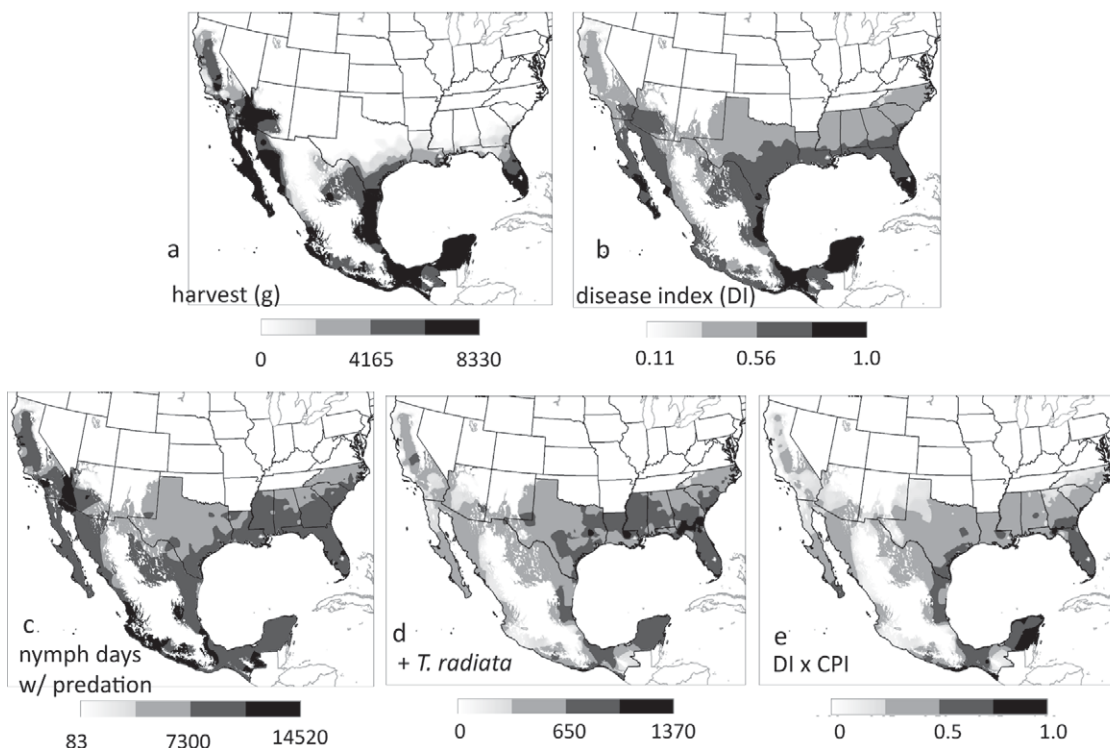 a
harvest (g)
0 4165 8330
b
disease index (DI)
0.11 0.56 1.0
c
nymph days
w/ predation
83 7300 14520
d
+ T. radiata
0 650 1370
e
DI x CPI
0 0.5 1.0